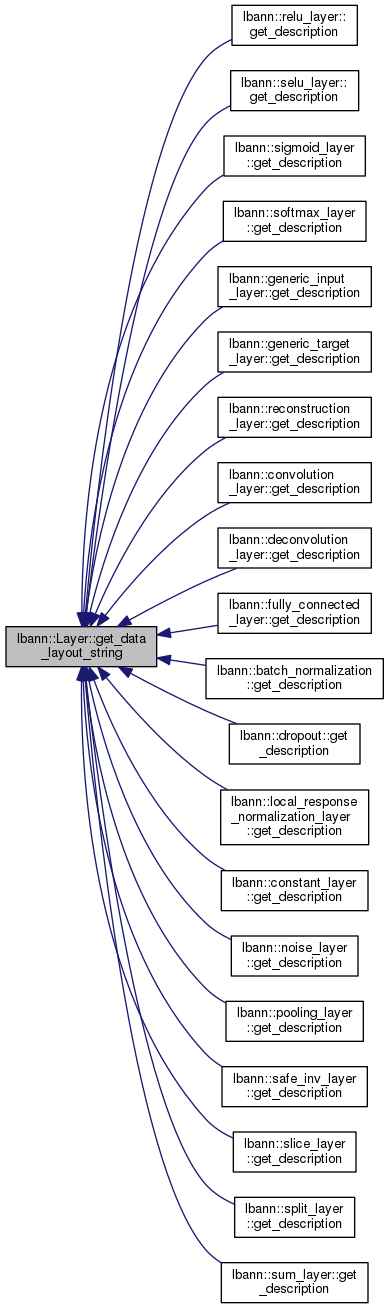 lbann::relu_layer::
get_description
lbann::selu_layer::
get_description
lbann::sigmoid_layer
::get_description
lbann::softmax_layer
::get_description
lbann::generic_input
_layer::get_description
lbann::generic_target
_layer::get_description
lbann::reconstruction
_layer::get_description
lbann::convolution
_layer::get_description
lbann::deconvolution
_layer::get_description
lbann::fully_connected
_layer::get_description
lbann::Layer::get_data
_layout_string
lbann::batch_normalization
::get_description
lbann::dropout::get
_description
lbann::local_response
_normalization_layer
::get_description
lbann::constant_layer
::get_description
lbann::noise_layer
::get_description
lbann::pooling_layer
::get_description
lbann::safe_inv_layer
::get_description
lbann::slice_layer
::get_description
lbann::split_layer
::get_description
lbann::sum_layer::get
_description